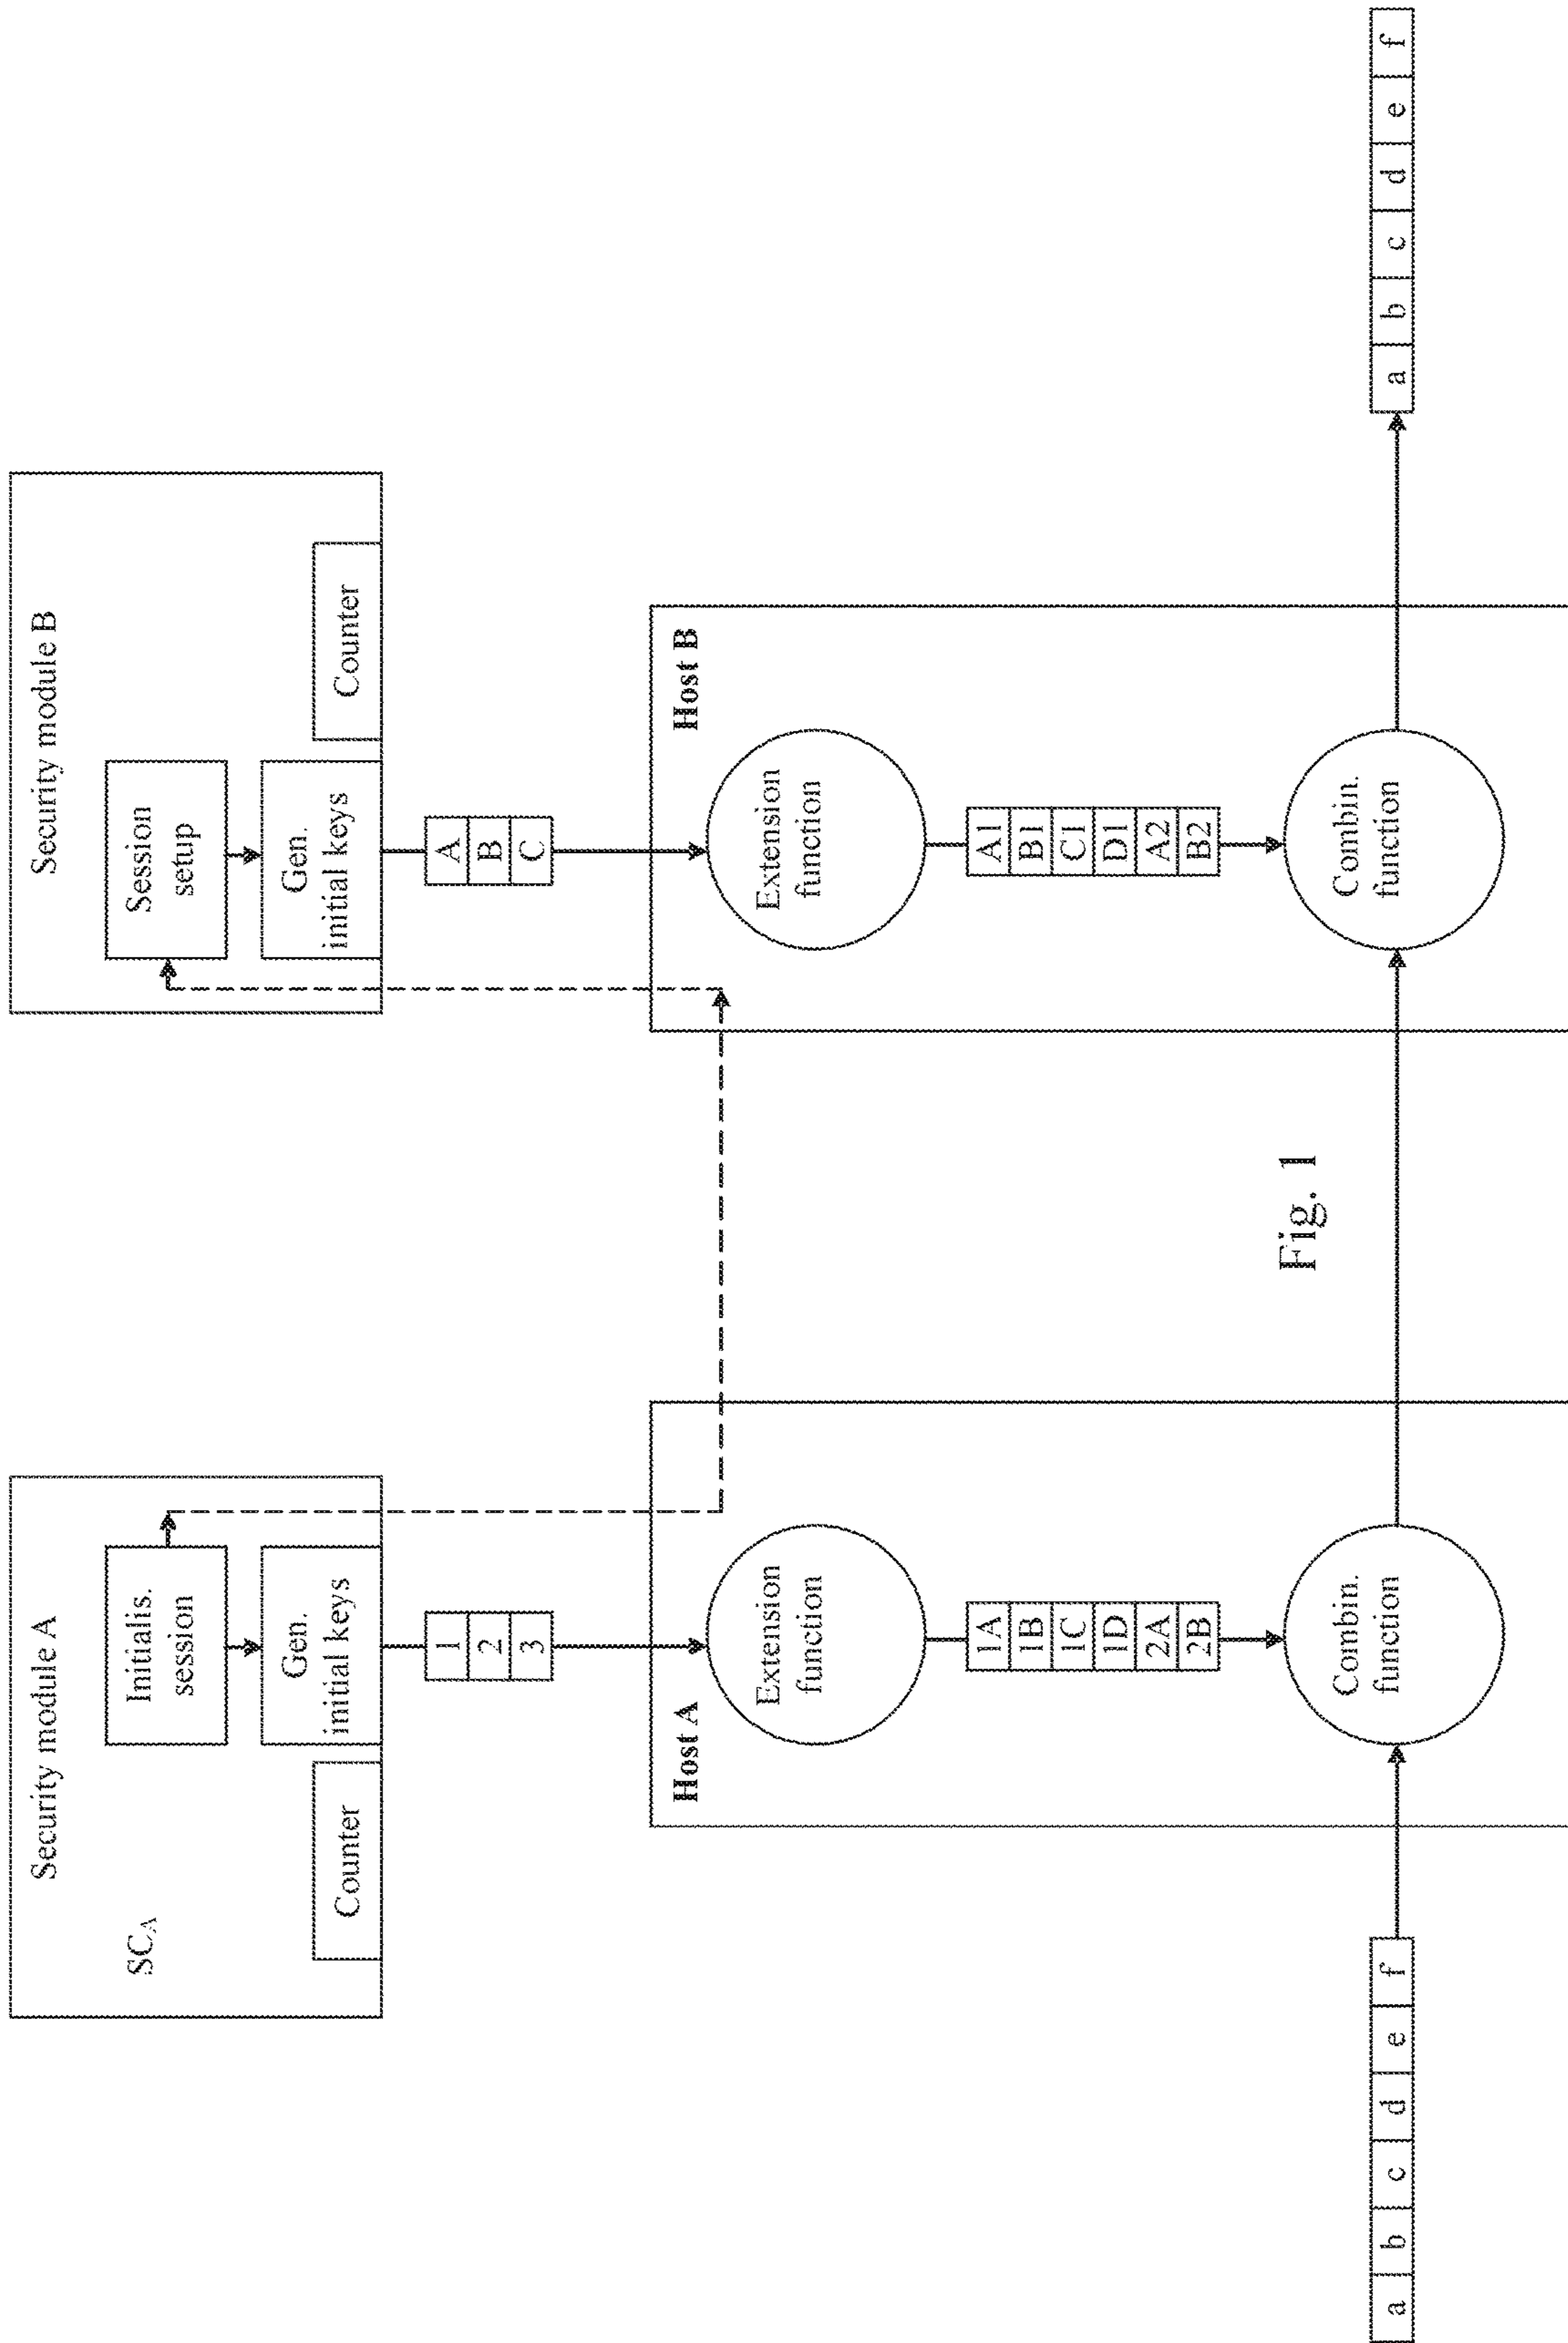 Security module A
SCA
Initialis.
session
Counter
Gen.
initial keys
1
2
3
Host A
Extension
function
1A
1B
1C
1D
2A
2B
Combin.
function
a b c d e f
Security module B
Session
setup
Gen.
initial keys
Counter
A
B
C
Host B
Extension
function
A1
B1
C1
D1
A2
B2
Combin.
function
a b c d e f
Fig. 1